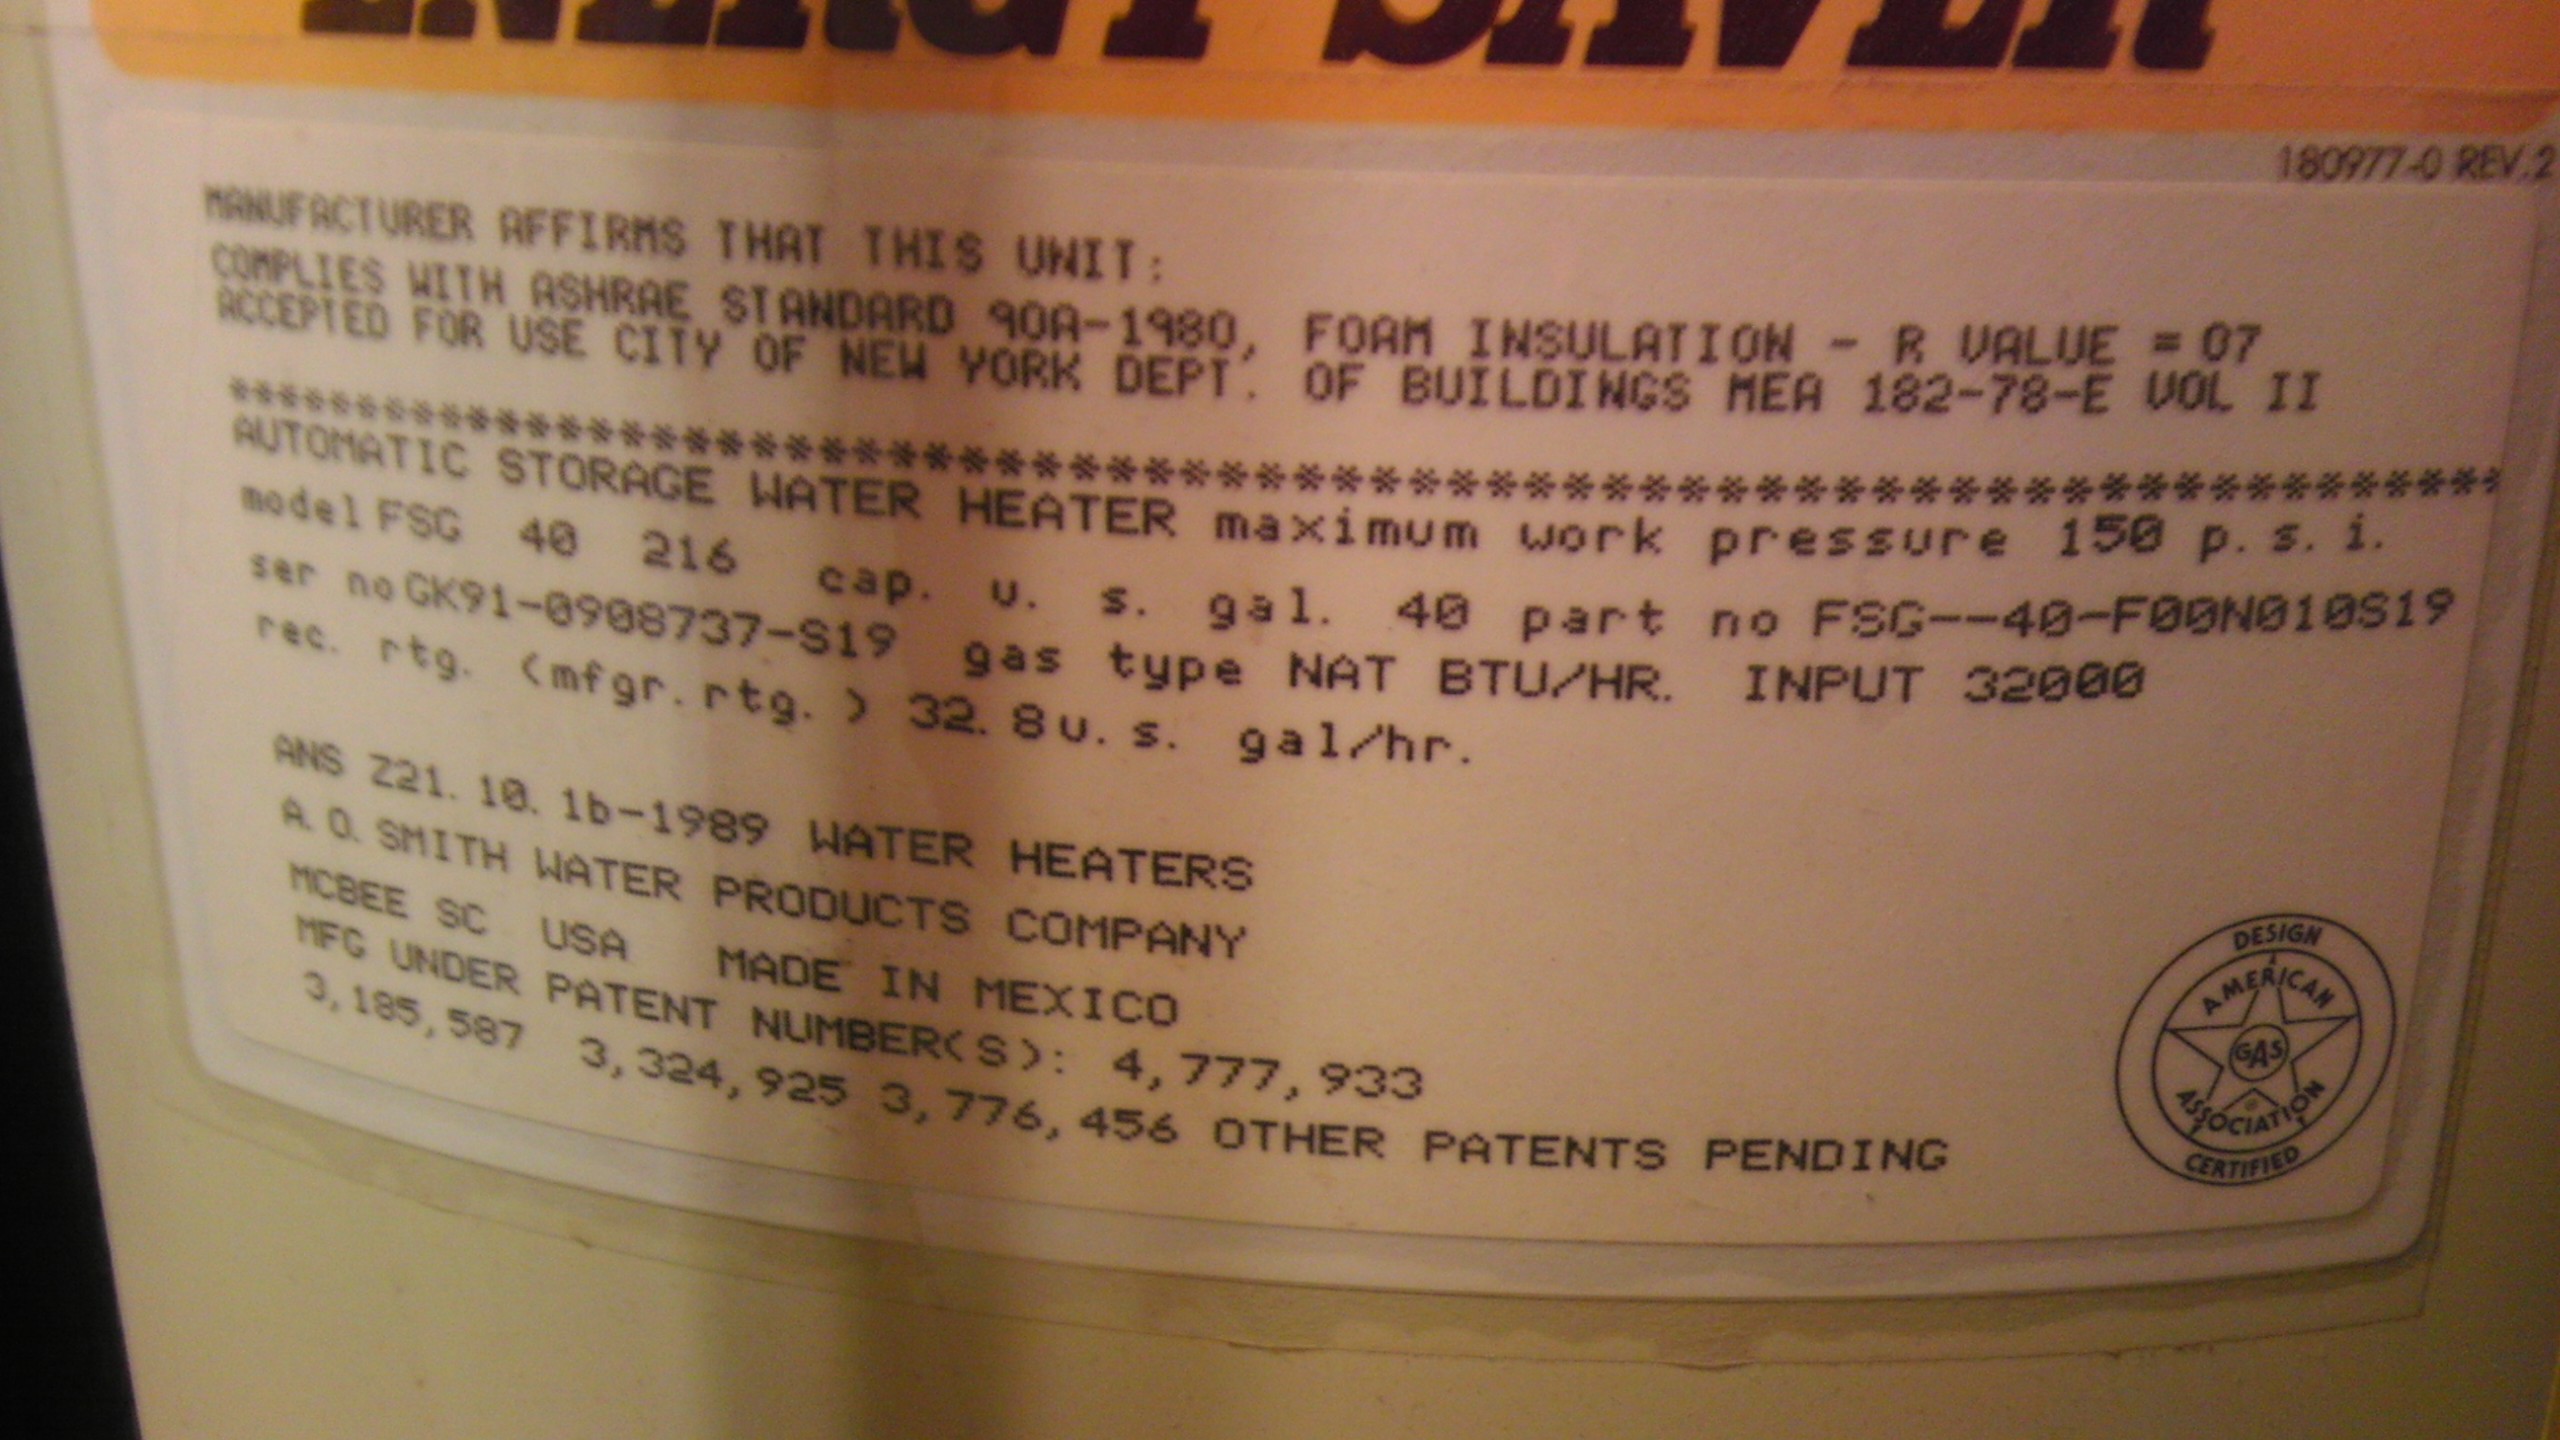 ENERGY SAVER
180977-0 REV.2
MANUFACTURER AFFIRMS THAT THIS UNIT:
COMPLIES WITH ASHRAE STANDARD 90A-1980, FOAM INSULATION - R VALUE = 07
ACCEPTED FOR USE CITY OF NEW YORK DEPT. OF BUILDINGS MEA 182-78-E VOL II
****************************************************************
AUTOMATIC STORAGE WATER HEATER maximum work pressure 150 p.s.i.
model FSG 40 216 cap. u. s. gal. 40 part no FSG--40-F00N010S19
ser no GK91-0908737-S19 gas type NAT BTU/HR. INPUT 32000
rec. rtg. (mfgr.rtg.) 32.8 u.s. gal/hr.
ANS Z21.10.1b-1989 WATER HEATERS
A.O. SMITH WATER PRODUCTS COMPANY
MCBEE SC USA MADE IN MEXICO
MFG UNDER PATENT NUMBER(S): 4,777,933
3,185,587 3,324,925 3,776,456 OTHER PATENTS PENDING
DESIGN
AMERICAN
GAS
ASSOCIATION
CERTIFIED